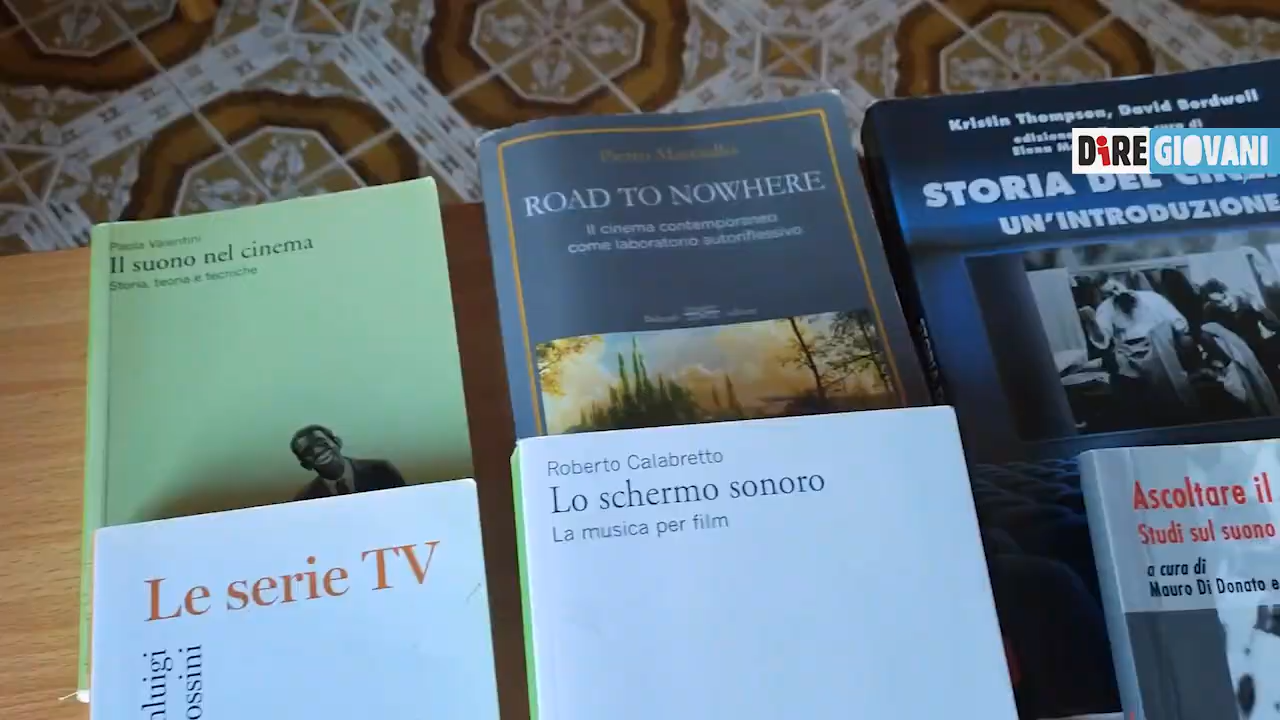 Paola Valentini
Il suono nel cinema
Storia, teoria e tecniche
ROAD TO NOWHERE
Il cinema contemporaneo
come laboratorio autoriflessivo
Kristin Thompson, David Bordwell
edizione
di
STORIA DEL
UN'INTRODUZIONE
DiRE GIOVANI
Le serie TV
Roberto Calabretto
Lo schermo sonoro
La musica per film
Ascoltare il
Studi sul suono
a cura di
Mauro Di Donato e